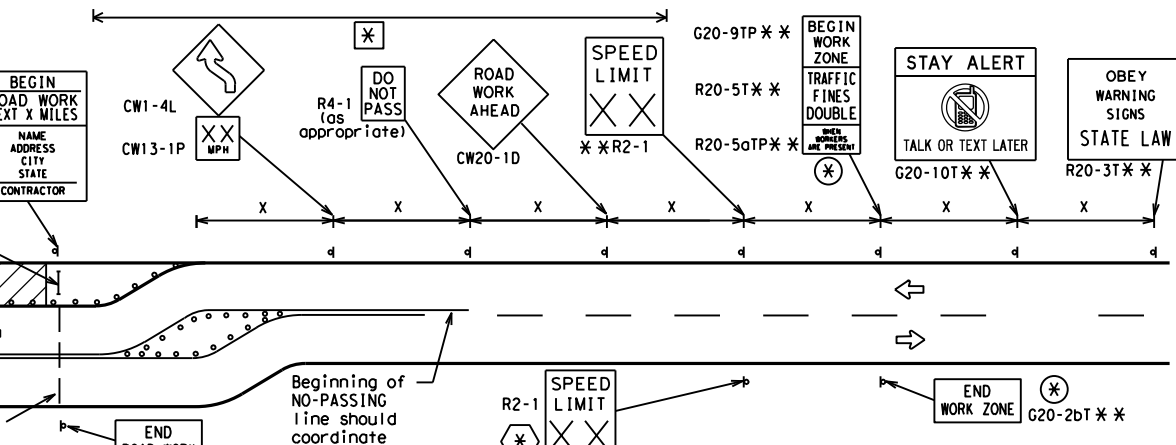 BEGIN
ROAD WORK
NEXT X MILES
NAME
ADDRESS
CITY
STATE
CONTRACTOR
CW1-4L
CW13-1P
X X
MPH
*
R4-1
(as
appropriate)
DO
NOT
PASS
ROAD
WORK
AHEAD
CW20-1D
SPEED
LIMIT
X X
* * R2-1
G20-9TP * *
R20-5T * *
R20-5aTP * *
BEGIN
WORK
ZONE
TRAFFIC
FINES
DOUBLE
WHEN
WORKERS
ARE PRESENT
*
STAY ALERT
TALK OR TEXT LATER
G20-10T * *
OBEY
WARNING
SIGNS
STATE LAW
R20-3T * *
X X X X X X X
Beginning of
NO-PASSING
line should
coordinate
R2-1
*
SPEED
LIMIT
X X
END
WORK ZONE
*
G20-2bT * *
END